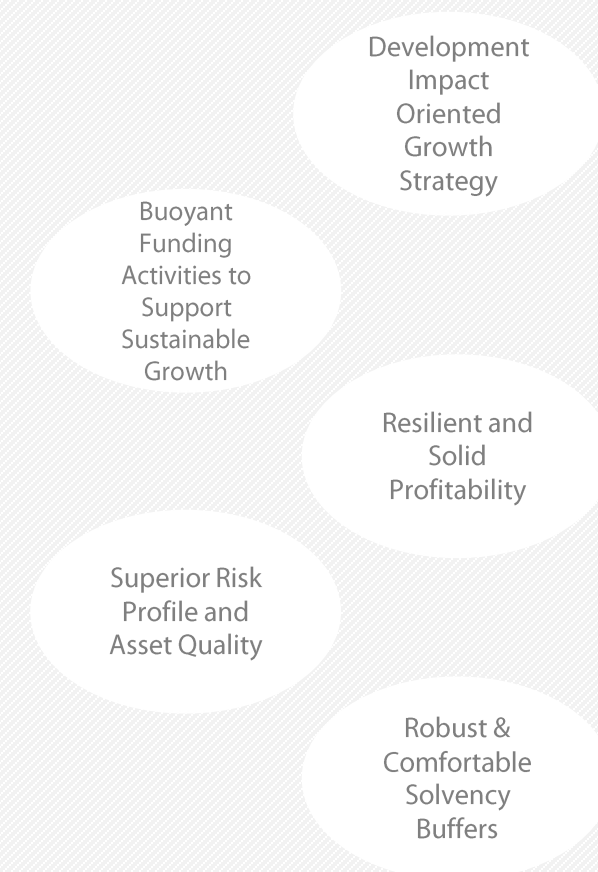 Development
Impact
Oriented
Growth
Strategy
Buoyant
Funding
Activities to
Support
Sustainable
Growth
Resilient and
Solid
Profitability
Superior Risk
Profile and
Asset Quality
Robust &
Comfortable
Solvency
Buffers